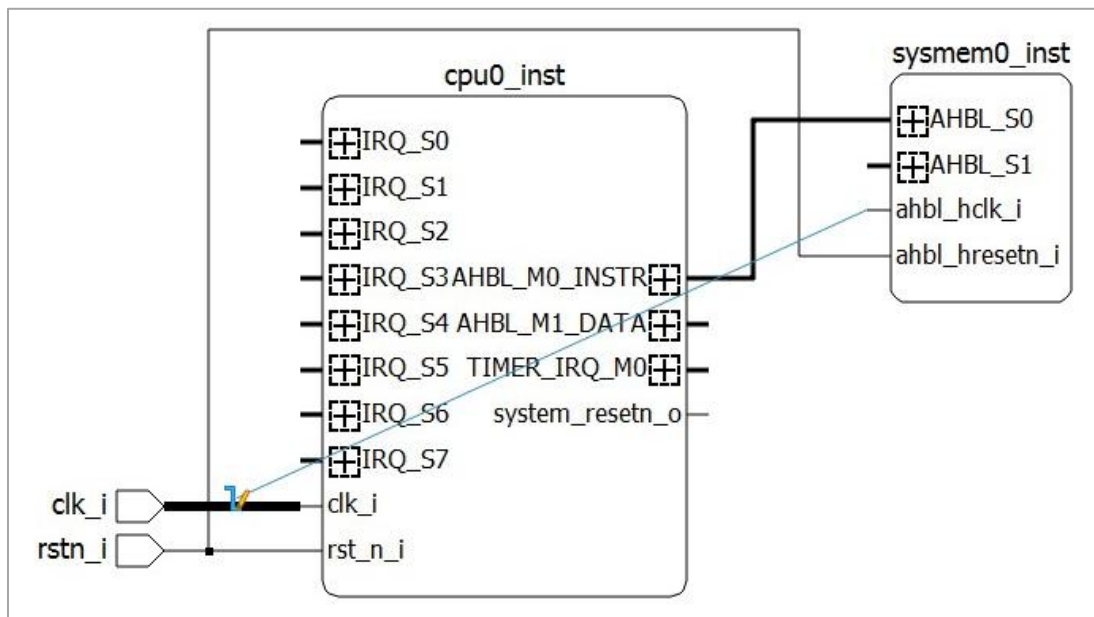 sysmem0_inst
cpu0_inst
AHBL_S0
IRQ_S0
AHBL_S1
IRQ_S1
ahbl_hclk_i
IRQ_S2
ahbl_hresetn_i
IRQ_S3 AHBL_M0_INSTR
IRQ_S4 AHBL_M1_DATA
IRQ_S5 TIMER_IRQ_M0
IRQ_S6 system_resetn_o
IRQ_S7
clk_i clk_i
rstn_i rst_n_i